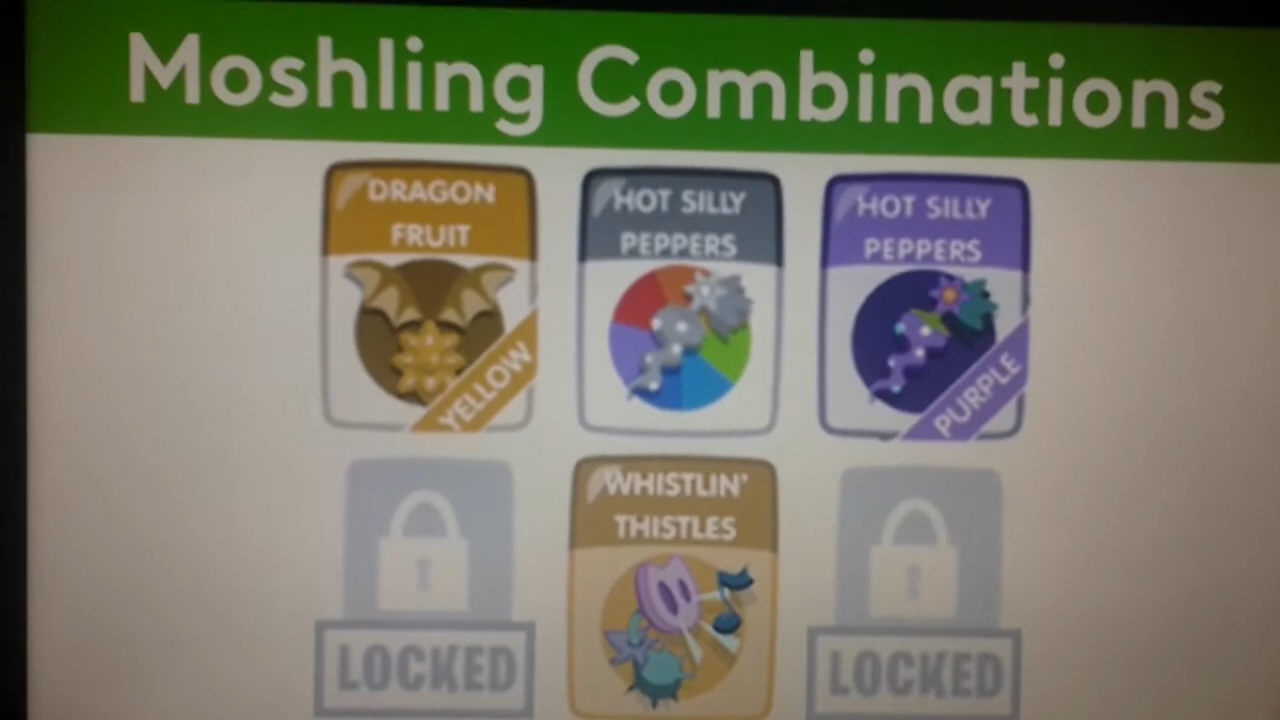 Moshling Combinations
DRAGON
FRUIT
YELLOW
HOT SILLY
PEPPERS
HOT SILLY
PEPPERS
PURPLE
LOCKED
WHISTLIN'
THISTLES
LOCKED